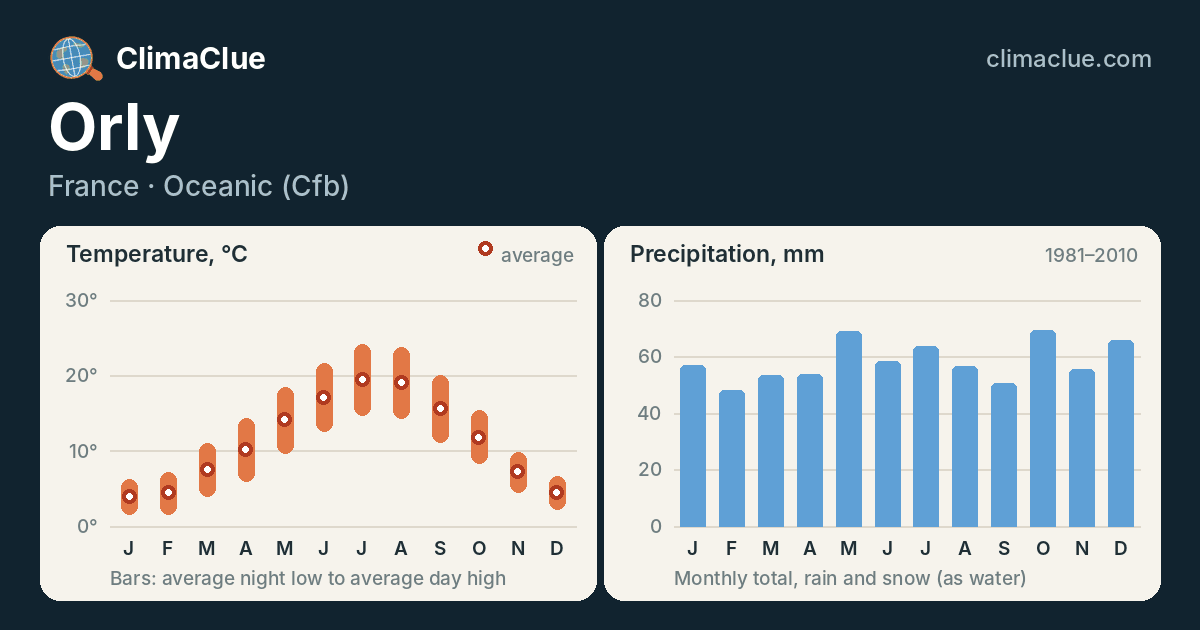 ClimaClue
climaclue.com
Orly
France · Oceanic (Cfb)
Temperature, °C
average
30°
20°
10°
0°
J F M A M J J A S O N D
Bars: average night low to average day high
Precipitation, mm
1981–2010
80
60
40
20
0
J F M A M J J A S O N D
Monthly total, rain and snow (as water)